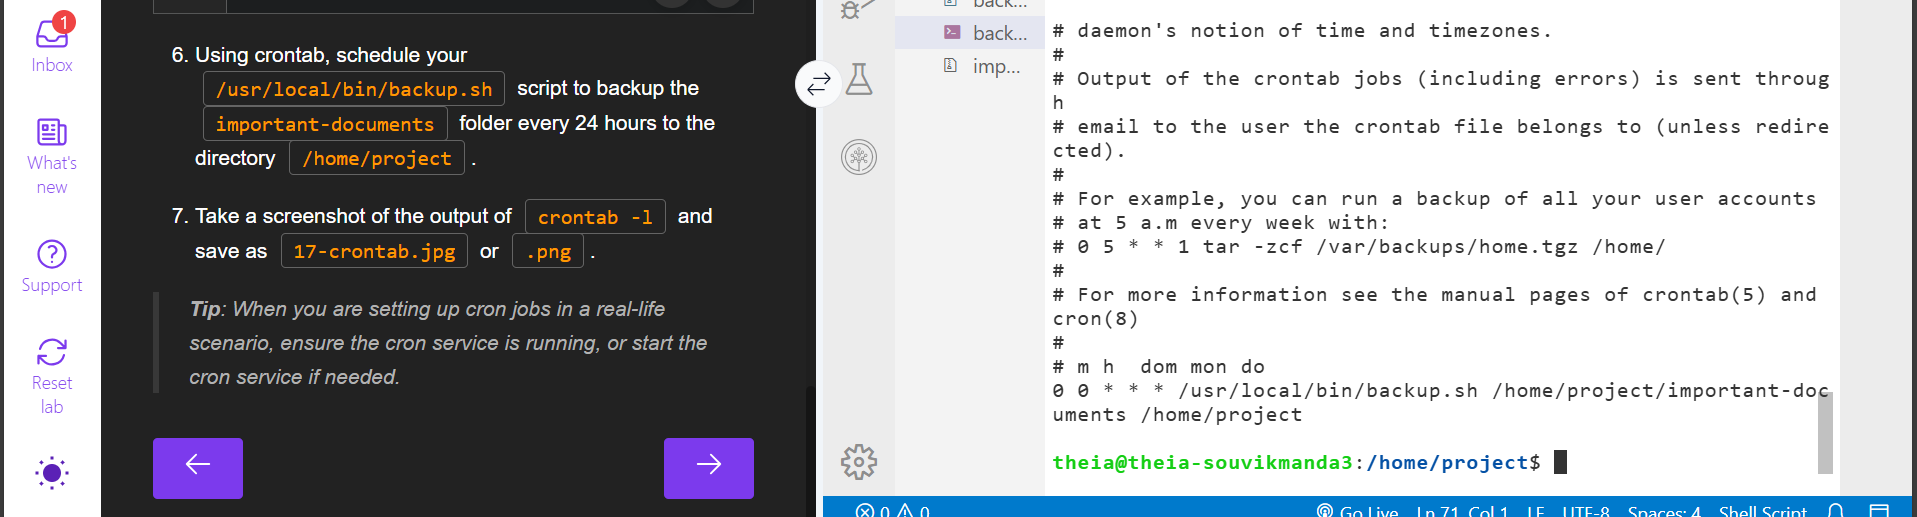 1
Inbox
What's
new
Support
Reset
lab
6. Using crontab, schedule your
/usr/local/bin/backup.sh script to backup the
important-documents folder every 24 hours to the
directory /home/project .
7. Take a screenshot of the output of crontab -l and
save as 17-crontab.jpg or .png .
Tip: When you are setting up cron jobs in a real-life
scenario, ensure the cron service is running, or start the
cron service if needed.
back...
back...
imp...
# daemon's notion of time and timezones.
#
# Output of the crontab jobs (including errors) is sent throug
h
# email to the user the crontab file belongs to (unless redire
cted).
#
# For example, you can run a backup of all your user accounts
# at 5 a.m every week with:
# 0 5 * * 1 tar -zcf /var/backups/home.tgz /home/
#
# For more information see the manual pages of crontab(5) and
cron(8)
#
# m h  dom mon do
0 0 * * * /usr/local/bin/backup.sh /home/project/important-doc
uments /home/project
theia@theia-souvikmanda3:/home/project$
0 0 Go Live Ln 71, Col 1 LF UTF-8 Spaces: 4 Shell Script